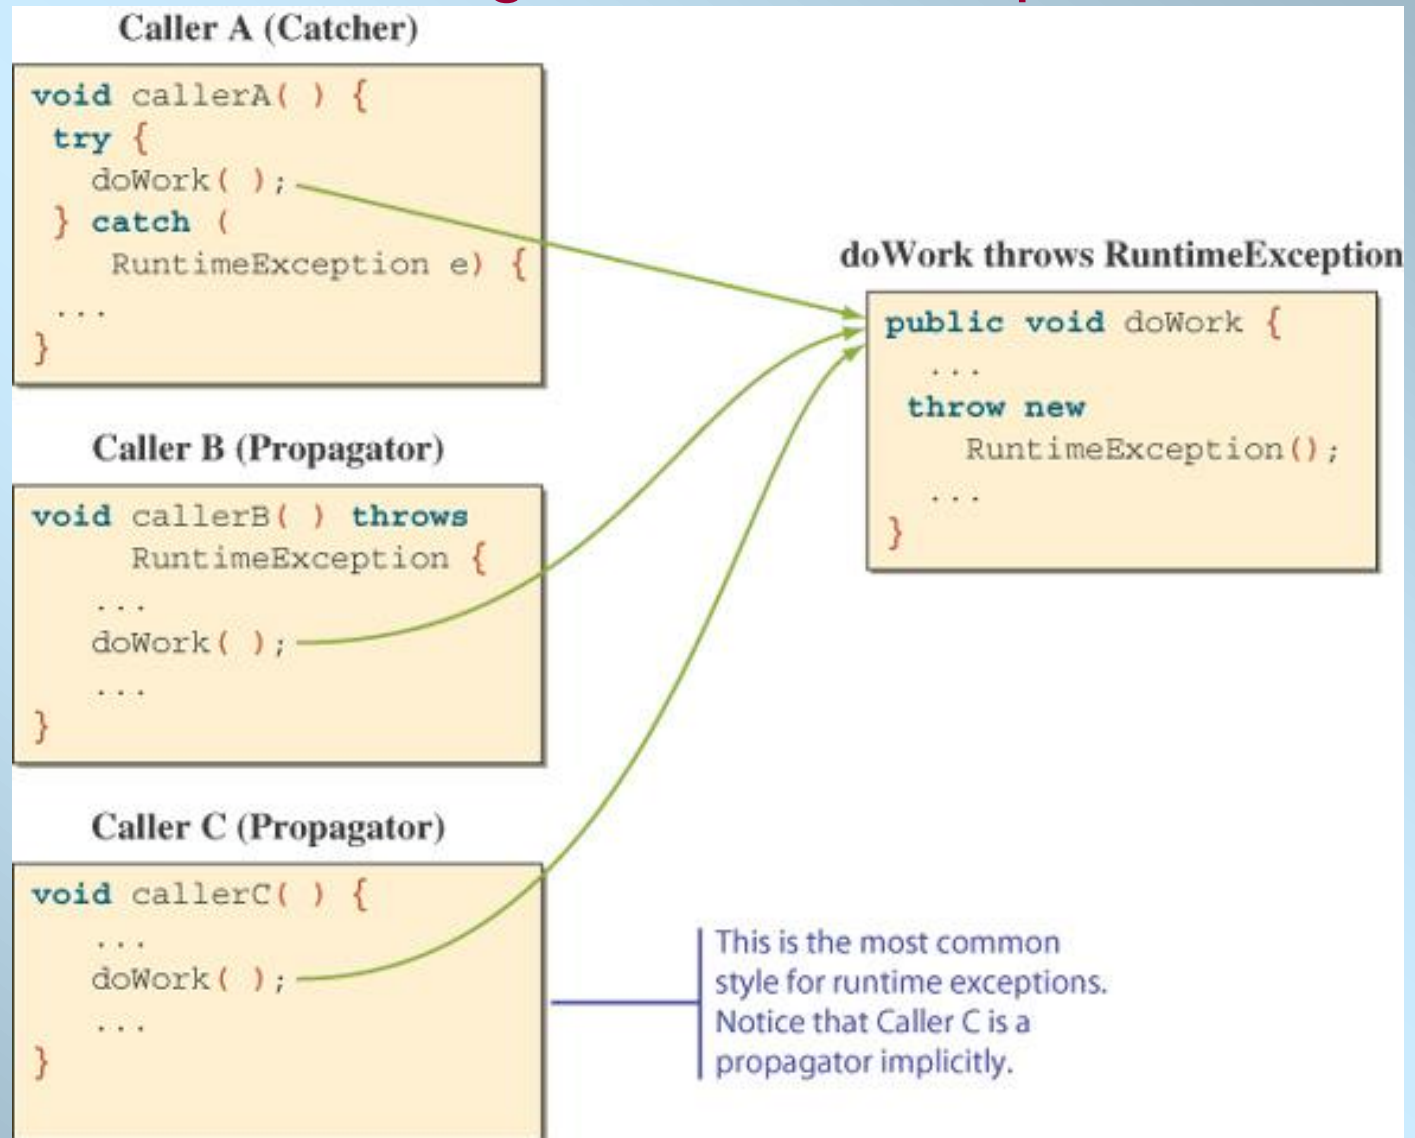 Caller A (Catcher)
void callerA( ) {
try {
doWork( );
} catch (
RuntimeException e) {
...
}
Caller B (Propagator)
void callerB( ) throws
RuntimeException {
...
doWork( );
...
}
Caller C (Propagator)
void callerC( ) {
...
doWork( );
...
}
doWork throws RuntimeException
public void doWork {
...
throw new
RuntimeException();
...
}
This is the most common
style for runtime exceptions.
Notice that Caller C is a
propagator implicitly.